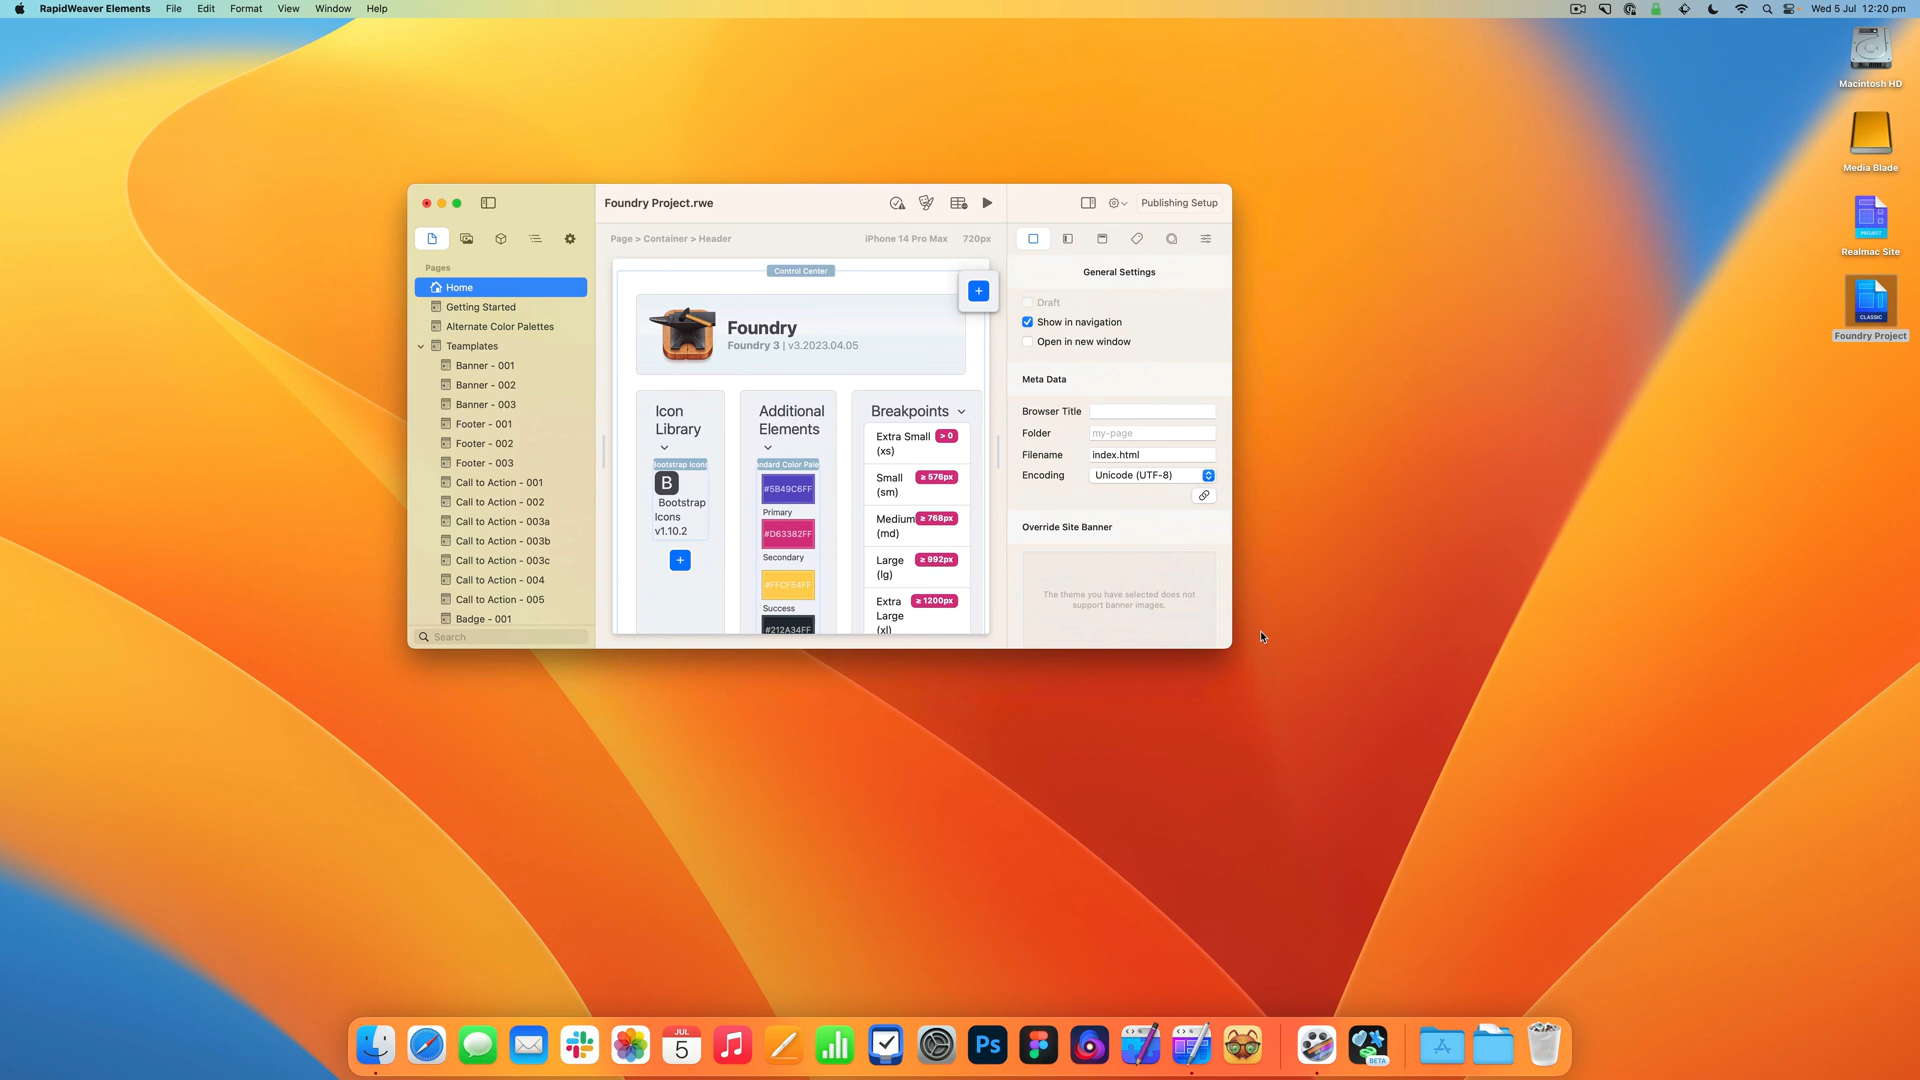 RapidWeaver Elements File Edit Format View Window Help
Wed 5 Jul 12:20 pm
Macintosh HD
Media Blade
PROJECT
Realmac Site
CLASSIC
Foundry Project
Foundry Project.rwe
Publishing Setup
Pages
Home
Getting Started
Alternate Color Palettes
Teamplates
Banner - 001
Banner - 002
Banner - 003
Footer - 001
Footer - 002
Footer - 003
Call to Action - 001
Call to Action - 002
Call to Action - 003a
Call to Action - 003b
Call to Action - 003c
Call to Action - 004
Call to Action - 005
Badge - 001
Search
Page > Container > Header
iPhone 14 Pro Max 720px
Control Center
+
Foundry
Foundry 3 | v3.2023.04.05
Icon
Library
Bootstrap Icons
B
Bootstrap
Icons
v1.10.2
+
Additional
Elements
andard Color Pale
#5B49C6FF
Primary
#D63382FF
Secondary
#FFCF54FF
Success
#212A34FF
Breakpoints
Extra Small > 0
(xs)
Small ≥ 576px
(sm)
Medium ≥ 768px
(md)
Large ≥ 992px
(lg)
Extra ≥ 1200px
Large
(xl)
General Settings
Draft
Show in navigation
Open in new window
Meta Data
Browser Title
Folder my-page
Filename index.html
Encoding Unicode (UTF-8)
Override Site Banner
The theme you have selected does not
support banner images.
JUL
5
Ps
BETA